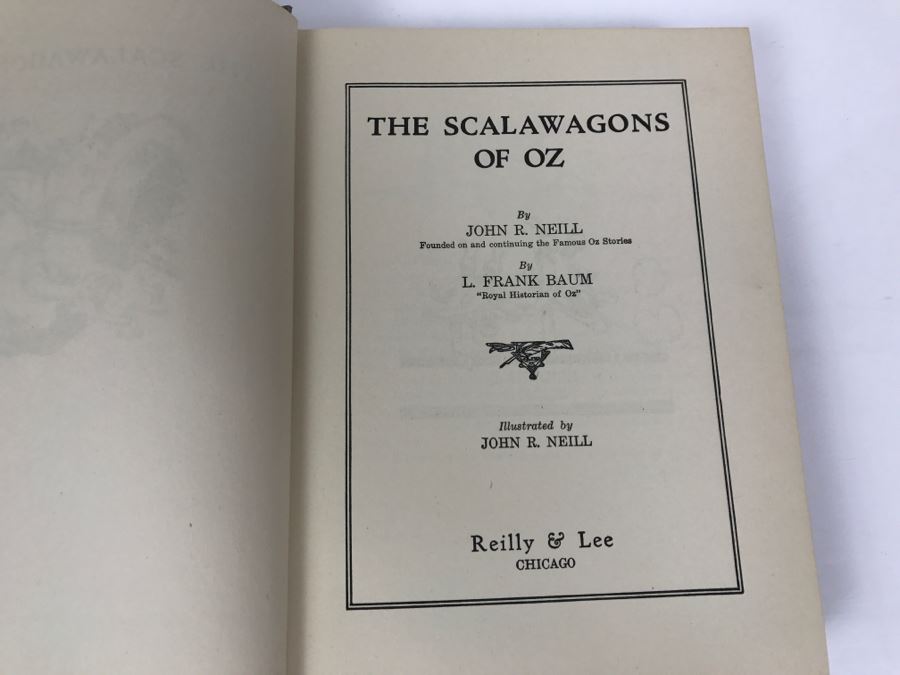 THE SCALAWAGONS
OF OZ
By
JOHN R. NEILL
Founded on and continuing the Famous Oz Stories
By
L. FRANK BAUM
"Royal Historian of Oz"
Illustrated by
JOHN R. NEILL
Reilly & Lee
CHICAGO